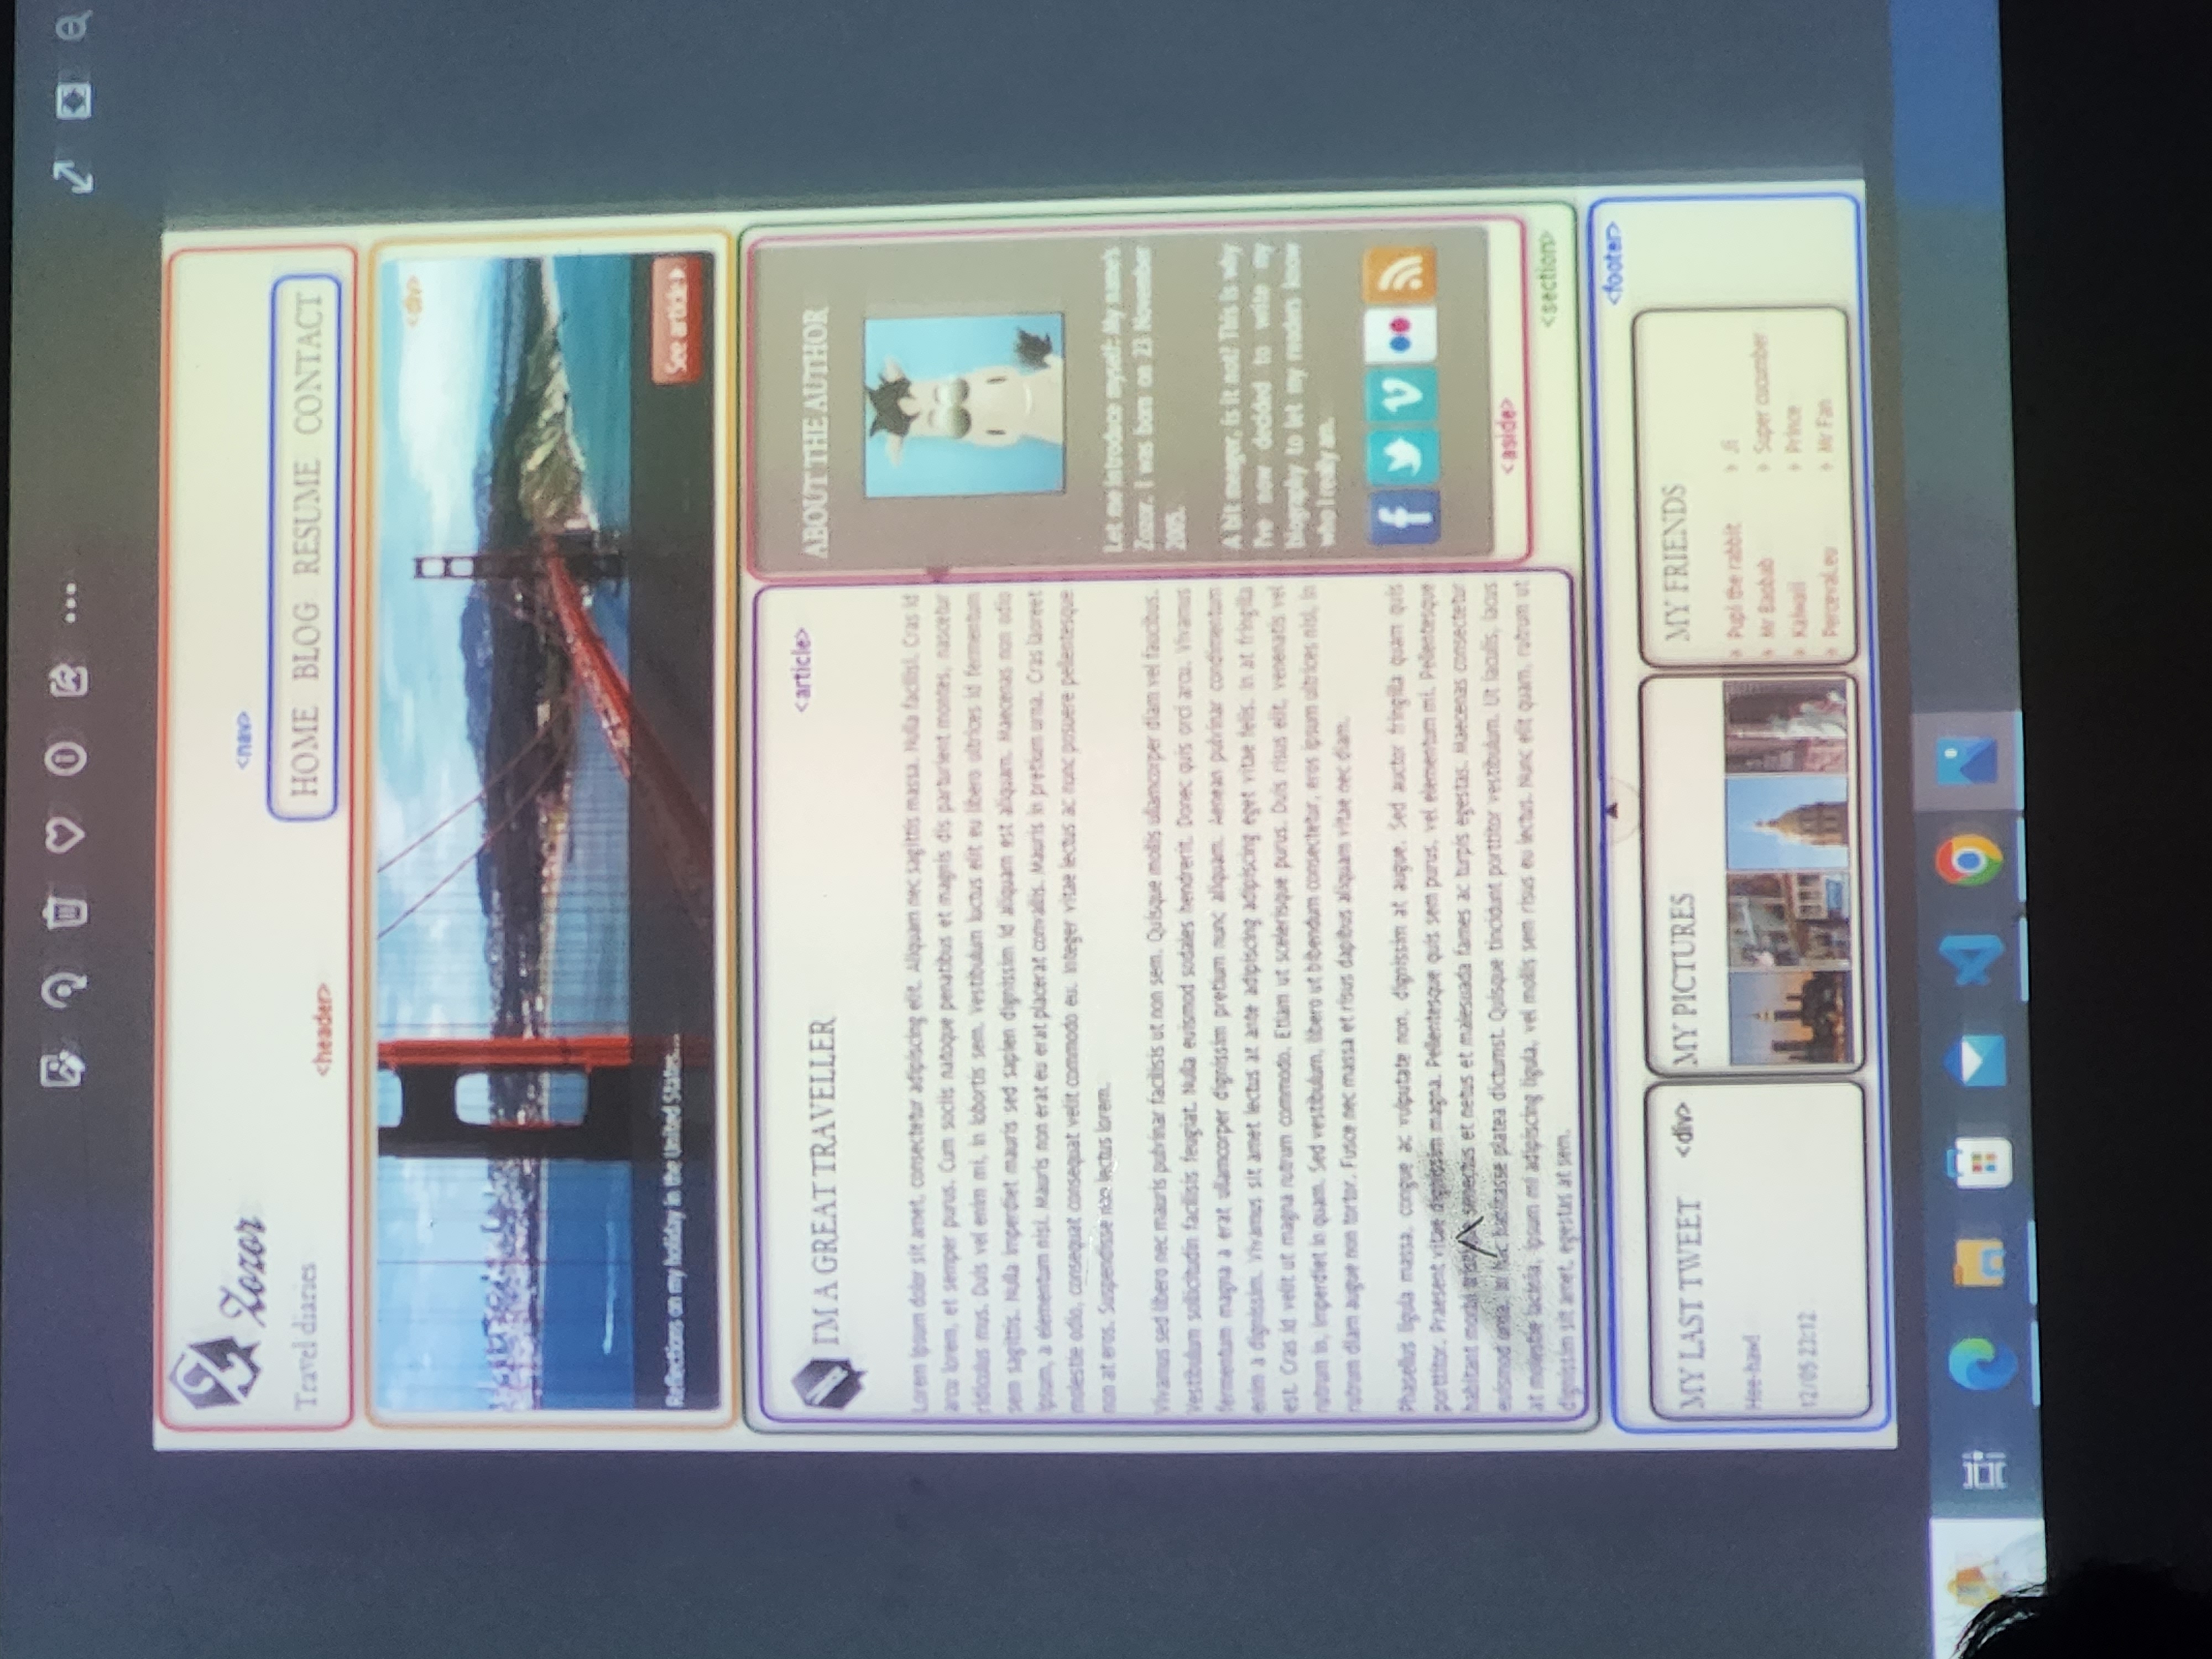 Zozor
Travel diaries
<header>
<nav>
HOME BLOG RESUME CONTACT
<div>
Reflections on my holiday in the United States...
See article
I'M A GREAT TRAVELLER
<article>
Lorem ipsum dolor sit amet, consectetur adipiscing elit. Aliquam nec sagittis massa. Nulla facilisi. Cras id
arcu lorem, et semper purus. Cum sociis natoque penatibus et magnis dis parturient montes, nascetur
ridiculus mus. Duis vel enim mi, in lobortis sem. Vestibulum luctus elit eu libero ultrices id fermentum
sem sagittis. Nulla imperdiet mauris sed sapien dignissim id aliquam est aliquam. Maecenas non odio
ipsum, a elementum nisi. Mauris non erat eu erat placerat convallis. Mauris in pretium urna. Cras laoreet
molestie odio, consequat consequat velit commodo eu. Integer vitae lectus ac nunc posuere pellentesque
non at eros. Suspendisse non lectus lorem.
Vivamus sed libero nec mauris pulvinar facilisis ut non sem. Quisque mollis ullamcorper diam vel faucibus.
Vestibulum sollicitudin facilisis feugiat. Nulla euismod sodales hendrerit. Donec quis orci arcu. Vivamus
fermentum magna a erat ullamcorper dignissim pretium nunc aliquam. Aenean pulvinar condimentum
enim a dignissim. Vivamus sit amet lectus at ante adipiscing adipiscing eget vitae felis. In at fringilla
est. Cras id velit ut magna rutrum commodo. Etiam ut scelerisque purus. Duis risus elit, venenatis vel
rutrum in, imperdiet in quam. Sed vestibulum, libero ut bibendum consectetur, eros ipsum ultrices nisl, in
rutrum diam augue non tortor. Fusce nec massa et risus dapibus aliquam vitae nec diam.
Phasellus ligula massa, congue ac vulputate non, dignissim at augue. Sed auctor fringilla quam quis
porttitor. Praesent vitae dignissim magna. Pellentesque quis sem purus, vel elementum mi. Pellentesque
habitant morbi tristique senectus et netus et malesuada fames ac turpis egestas. Maecenas consectetur
euismod urna. In hac habitasse platea dictumst. Quisque tincidunt porttitor vestibulum. Ut iaculis, lacus
at molestie lacinia, ipsum mi adipiscing ligula, vel mollis sem risus eu lectus. Nunc elit quam, rutrum ut
dignissim sit amet, egestas at sem.
ABOUT THE AUTHOR
Let me introduce myself: My name's
Zozor. I was born on 23 November
2005.
A bit meager, is it not? This is why
I've now decided to write my
biography to let my readers know
who I really am.
<aside>
<section>
<footer>
MY LAST TWEET
<div>
Hee-haw!
12/05 23:12
MY PICTURES
MY FRIENDS
Pupi the rabbit
Mr Baobab
Kaiwaii
Perceval.eu
Ji
Super cucumber
Prince
Mr Fan